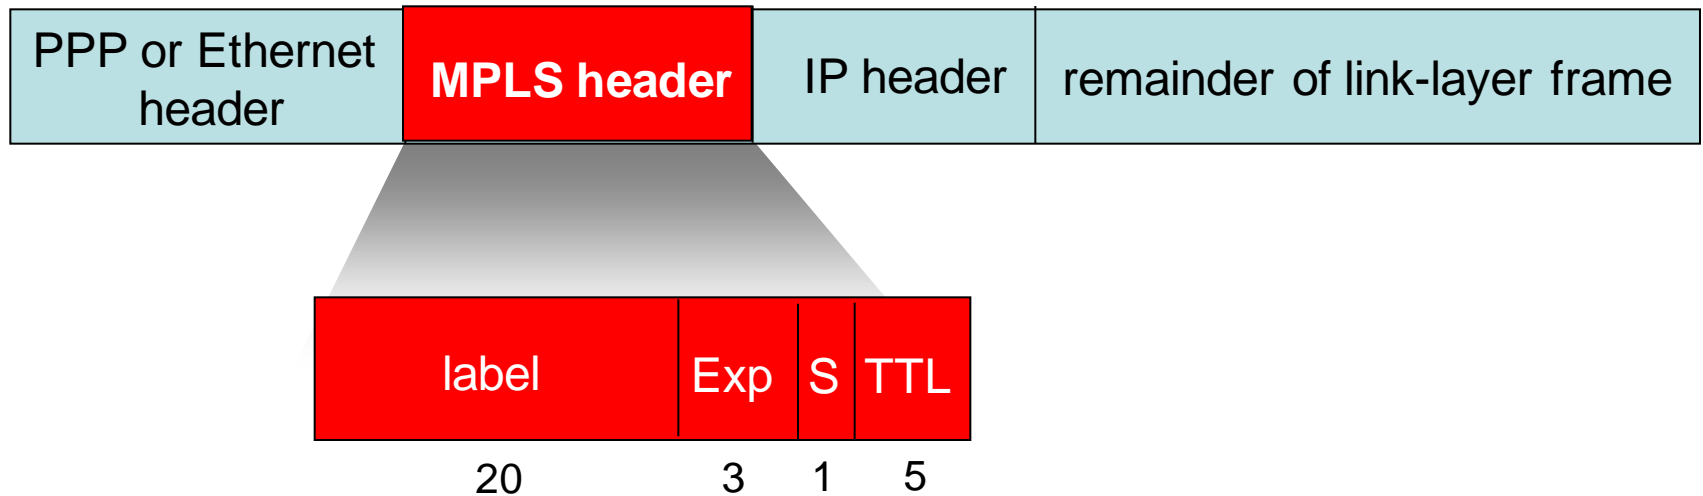 PPP or Ethernet
header
MPLS header
IP header
remainder of link-layer frame
label
Exp
S
TTL
20
3
1
5